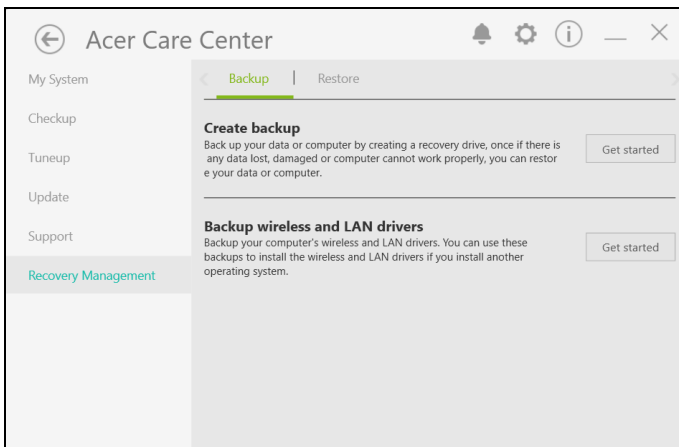 Acer Care Center
My System
Checkup
Tuneup
Update
Support
Recovery Management
Backup | Restore
Create backup
Back up your data or computer by creating a recovery drive, once if there is
any data lost, damaged or computer cannot work properly, you can restor
e your data or computer.
Get started
Backup wireless and LAN drivers
Backup your computer's wireless and LAN drivers. You can use these
backups to install the wireless and LAN drivers if you install another
operating system.
Get started